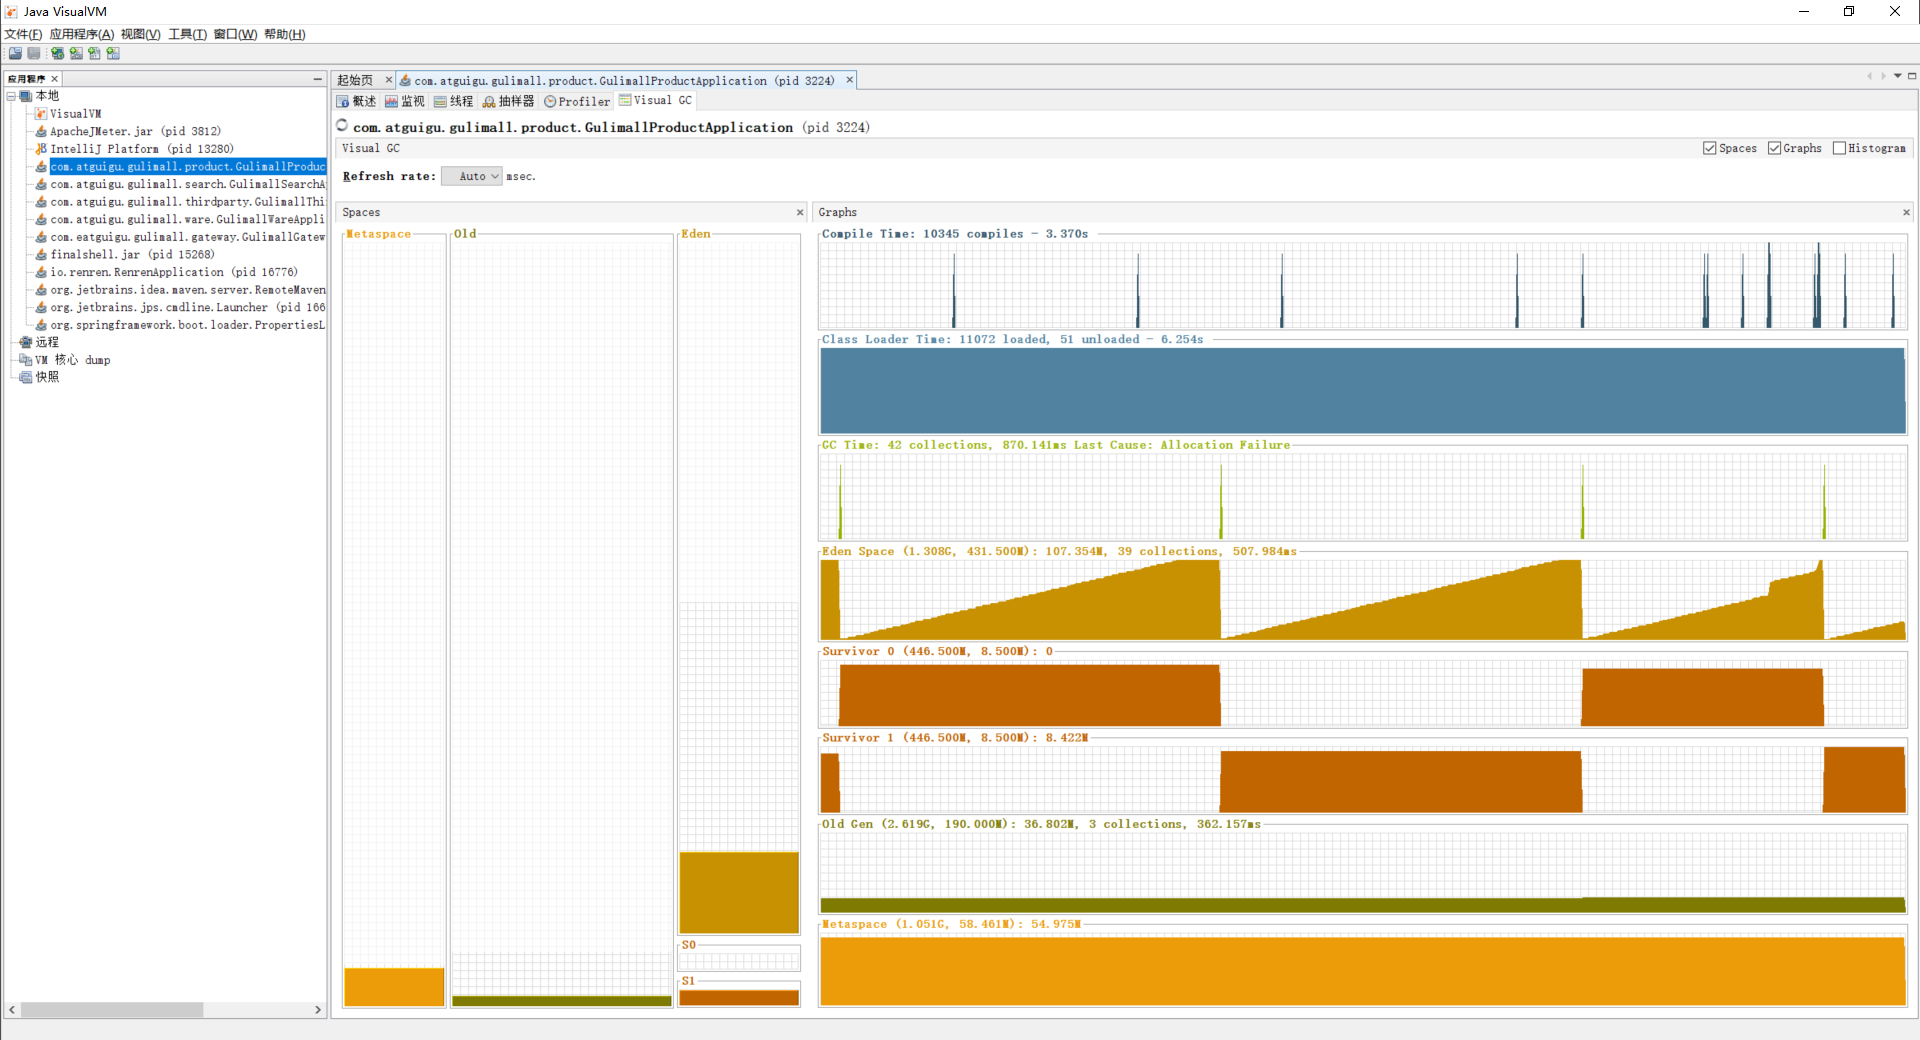 Java VisualVM
文件(F) 应用程序(A) 视图(V) 工具(T) 窗口(W) 帮助(H)
应用程序
本地
VisualVM
ApacheJMeter.jar (pid 3812)
IntelliJ Platform (pid 13280)
com.atguigu.gulimall.product.GulimallProduc
com.atguigu.gulimall.search.GulimallSearchA
com.atguigu.gulimall.thirdparty.GulimallThi
com.atguigu.gulimall.ware.GulimallWareAppli
com.eatguigu.gulimall.gateway.GulimallGatew
finalshell.jar (pid 15268)
io.renren.RenrenApplication (pid 16776)
org.jetbrains.idea.maven.server.RemoteMaven
org.jetbrains.jps.cmdline.Launcher (pid 166
org.springframework.boot.loader.PropertiesL
远程
VM 核心 dump
快照
起始页 com.atguigu.gulimall.product.GulimallProductApplication (pid 3224)
概述 监视 线程 抽样器 Profiler Visual GC
com.atguigu.gulimall.product.GulimallProductApplication (pid 3224)
Visual GC Spaces Graphs Histogram
Refresh rate: Auto msec.
Spaces
Metaspace Old Eden
S0
S1
Graphs
Compile Time: 10345 compiles - 3.370s
Class Loader Time: 11072 loaded, 51 unloaded - 6.254s
GC Time: 42 collections, 870.141ms Last Cause: Allocation Failure
Eden Space (1.308G, 431.500M): 107.354M, 39 collections, 507.984ms
Survivor 0 (446.500M, 8.500M): 0
Survivor 1 (446.500M, 8.500M): 8.422M
Old Gen (2.619G, 190.000M): 36.802M, 3 collections, 362.157ms
Metaspace (1.051G, 58.461M): 54.975M